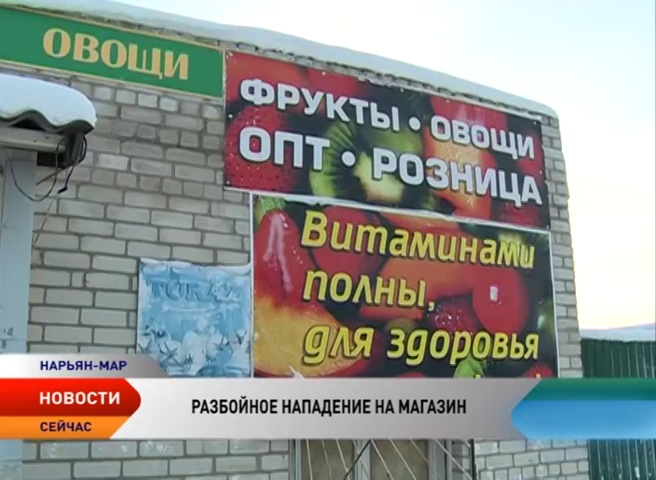 ОВОЩИ
ФРУКТЫ • ОВОЩИ
ОПТ • РОЗНИЦА
Витаминами
полны,
для здоровья
НАРЬЯН-МАР
НОВОСТИ
СЕЙЧАС
РАЗБОЙНОЕ НАПАДЕНИЕ НА МАГАЗИН